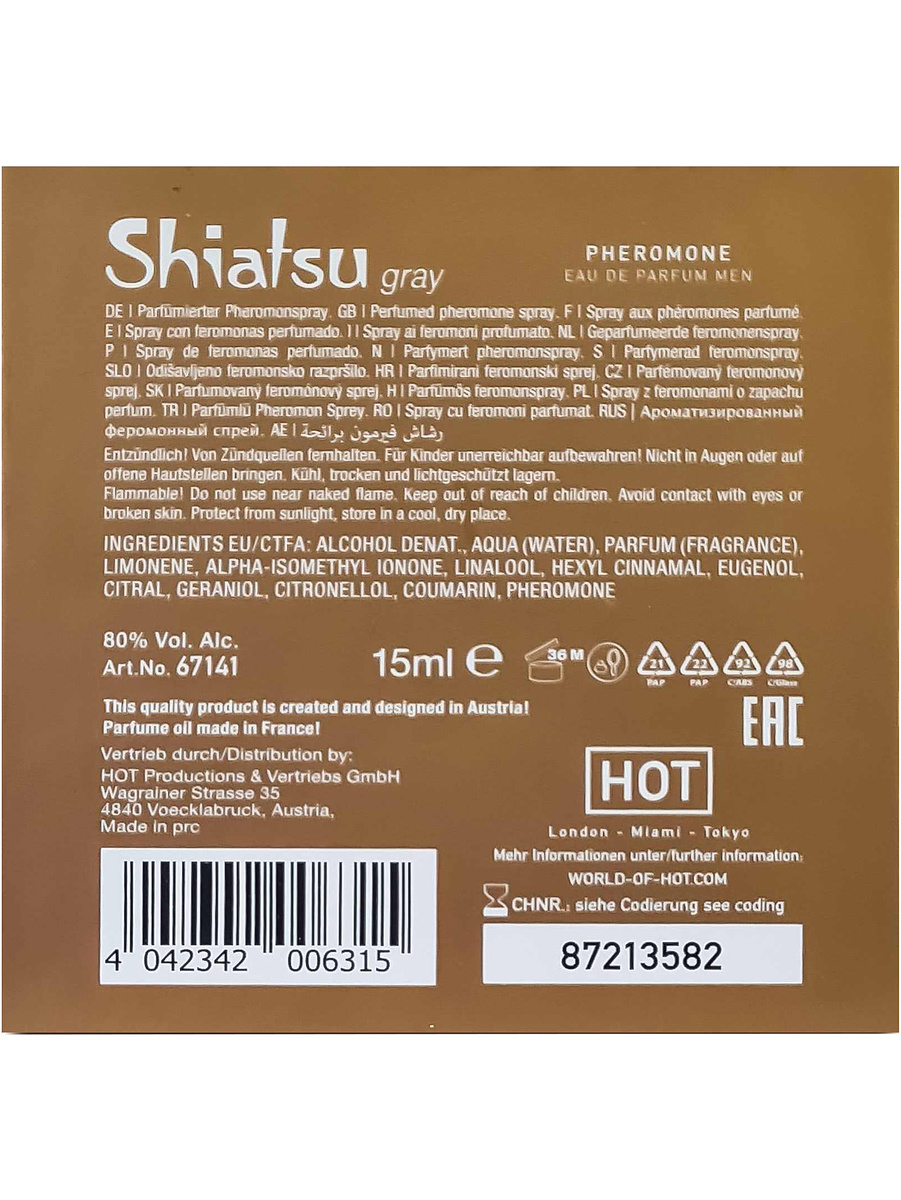 Shiatsu gray
PHEROMONE
EAU DE PARFUM MEN
DE | Parfümierter Pheromonspray. GB | Perfumed pheromone spray. F | Spray aux phéromones parfumé.
E | Spray con feromonas perfumado. I | Spray ai feromoni profumato. NL | Geparfumeerde feromonenspray.
P | Spray de feromonas perfumado. N | Parfymert pheromonspray. S | Parfymerad feromonspray.
SLO | Odišavljeno feromonsko razpršilo. HR | Parfimirani feromonski sprej. CZ | Parfémovaný feromonový
sprej. SK | Parfumovaný feromónový sprej. H | Parfümös feromonspray. PL | Spray z feromonami o zapachu
perfum. TR | Parfümlü Pheromon Sprey. RO | Spray cu feromoni parfumat. RUS | Ароматизированный
феромонный спрей. AE | رشاش فيرمون برائحة
Entzündlich! Von Zündquellen fernhalten. Für Kinder unerreichbar aufbewahren! Nicht in Augen oder auf
offene Hautstellen bringen. Kühl, trocken und lichtgeschützt lagern.
Flammable! Do not use near naked flame. Keep out of reach of children. Avoid contact with eyes or
broken skin. Protect from sunlight, store in a cool, dry place.
INGREDIENTS EU/CTFA: ALCOHOL DENAT., AQUA (WATER), PARFUM (FRAGRANCE),
LIMONENE, ALPHA-ISOMETHYL IONONE, LINALOOL, HEXYL CINNAMAL, EUGENOL,
CITRAL, GERANIOL, CITRONELLOL, COUMARIN, PHEROMONE
80% Vol. Alc.
Art.No. 67141
15ml e
36 M
21 PAP
22 PAP
92 C/ABS
98 C/Glass
EAC
This quality product is created and designed in Austria!
Parfume oil made in France!
Vertrieb durch/Distribution by:
HOT Productions & Vertriebs GmbH
Wagrainer Strasse 35
4840 Voecklabruck, Austria,
Made in prc
HOT
London - Miami - Tokyo
Mehr Informationen unter/further information:
WORLD-OF-HOT.COM
CHNR.: siehe Codierung see coding
4 042342 006315
87213582